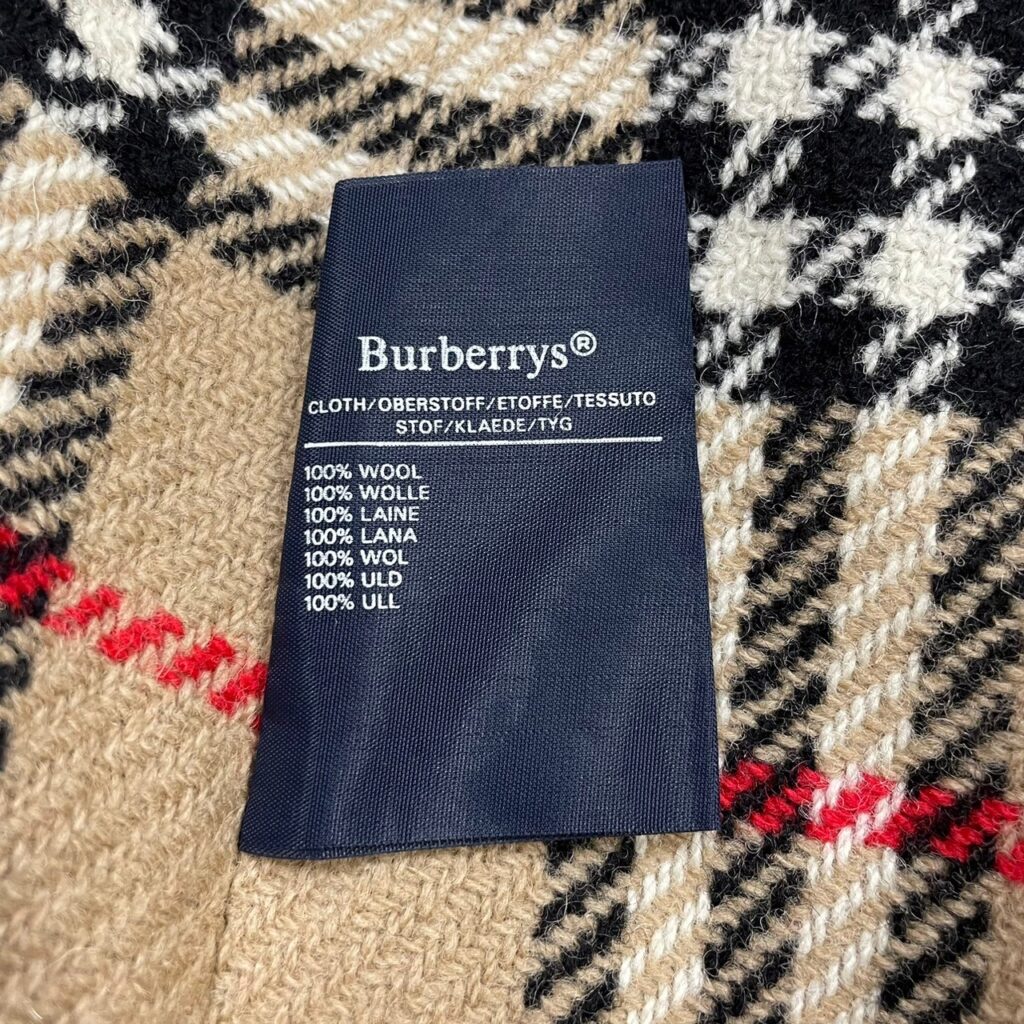 Burberrys®
CLOTH/OBERSTOFF/ETOFFE/TESSUTO
STOF/KLAEDE/TYG
100% WOOL
100% WOLLE
100% LAINE
100% LANA
100% WOL
100% ULD
100% ULL